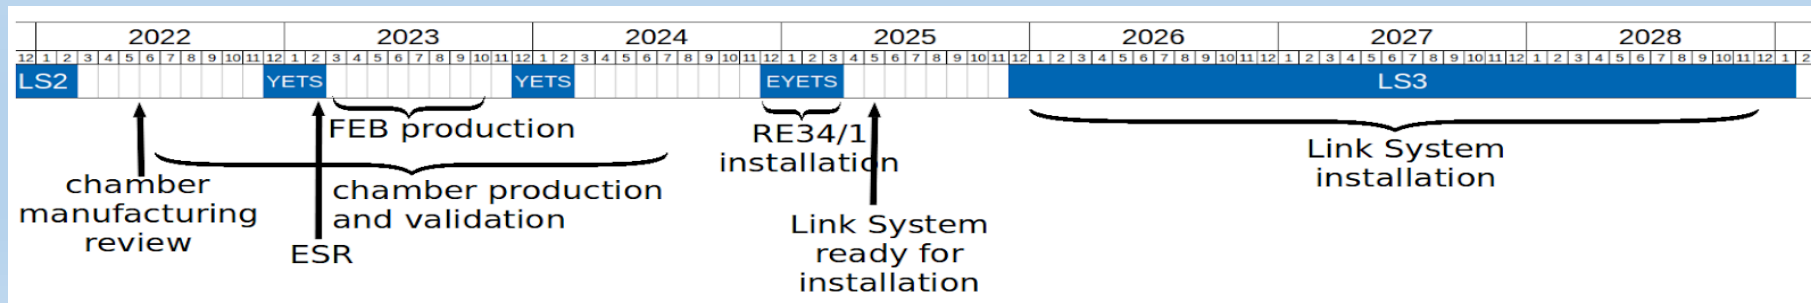 2022 2023 2024 2025 2026 2027 2028
12 1 2 3 4 5 6 7 8 9 10 11 12 1 2 3 4 5 6 7 8 9 10 11 12 1 2 3 4 5 6 7 8 9 10 11 12 1 2 3 4 5 6 7 8 9 10 11 12 1 2 3 4 5 6 7 8 9 10 11 12 1 2 3 4 5 6 7 8 9 10 11 12 1 2 3 4 5 6 7 8 9 10 11 12 1 2
LS2 YETS YETS EYETS LS3
FEB production
RE34/1
installation
Link System
installation
chamber
manufacturing
review
chamber production
and validation
ESR
Link System
ready for
installation